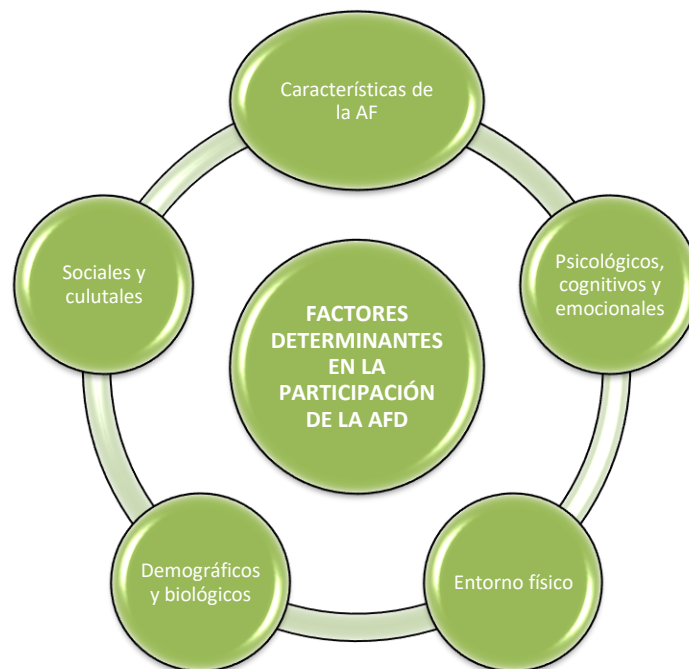 Características de
la AF
Psicológicos,
cognitivos y
emocionales
Entorno físico
Demográficos
y biológicos
Sociales y
culutales
FACTORES
DETERMINANTES
EN LA
PARTICIPACIÓN
DE LA AFD